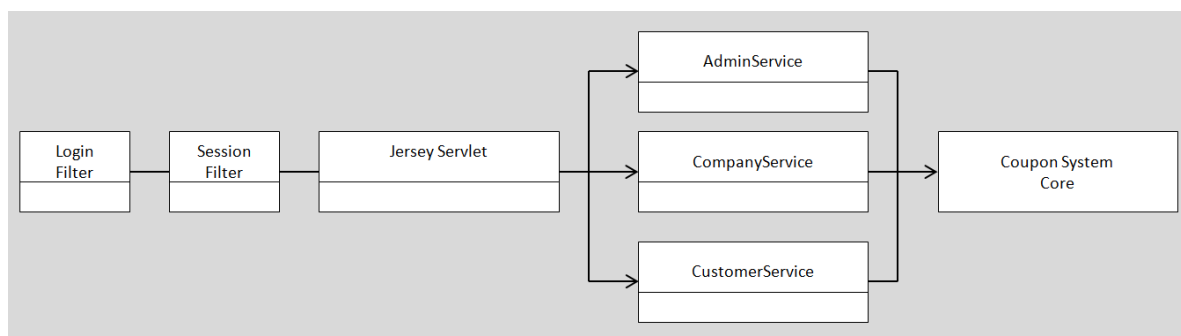 AdminService
Login
Filter
Session
Filter
Jersey Servlet
CompanyService
Coupon System
Core
CustomerService